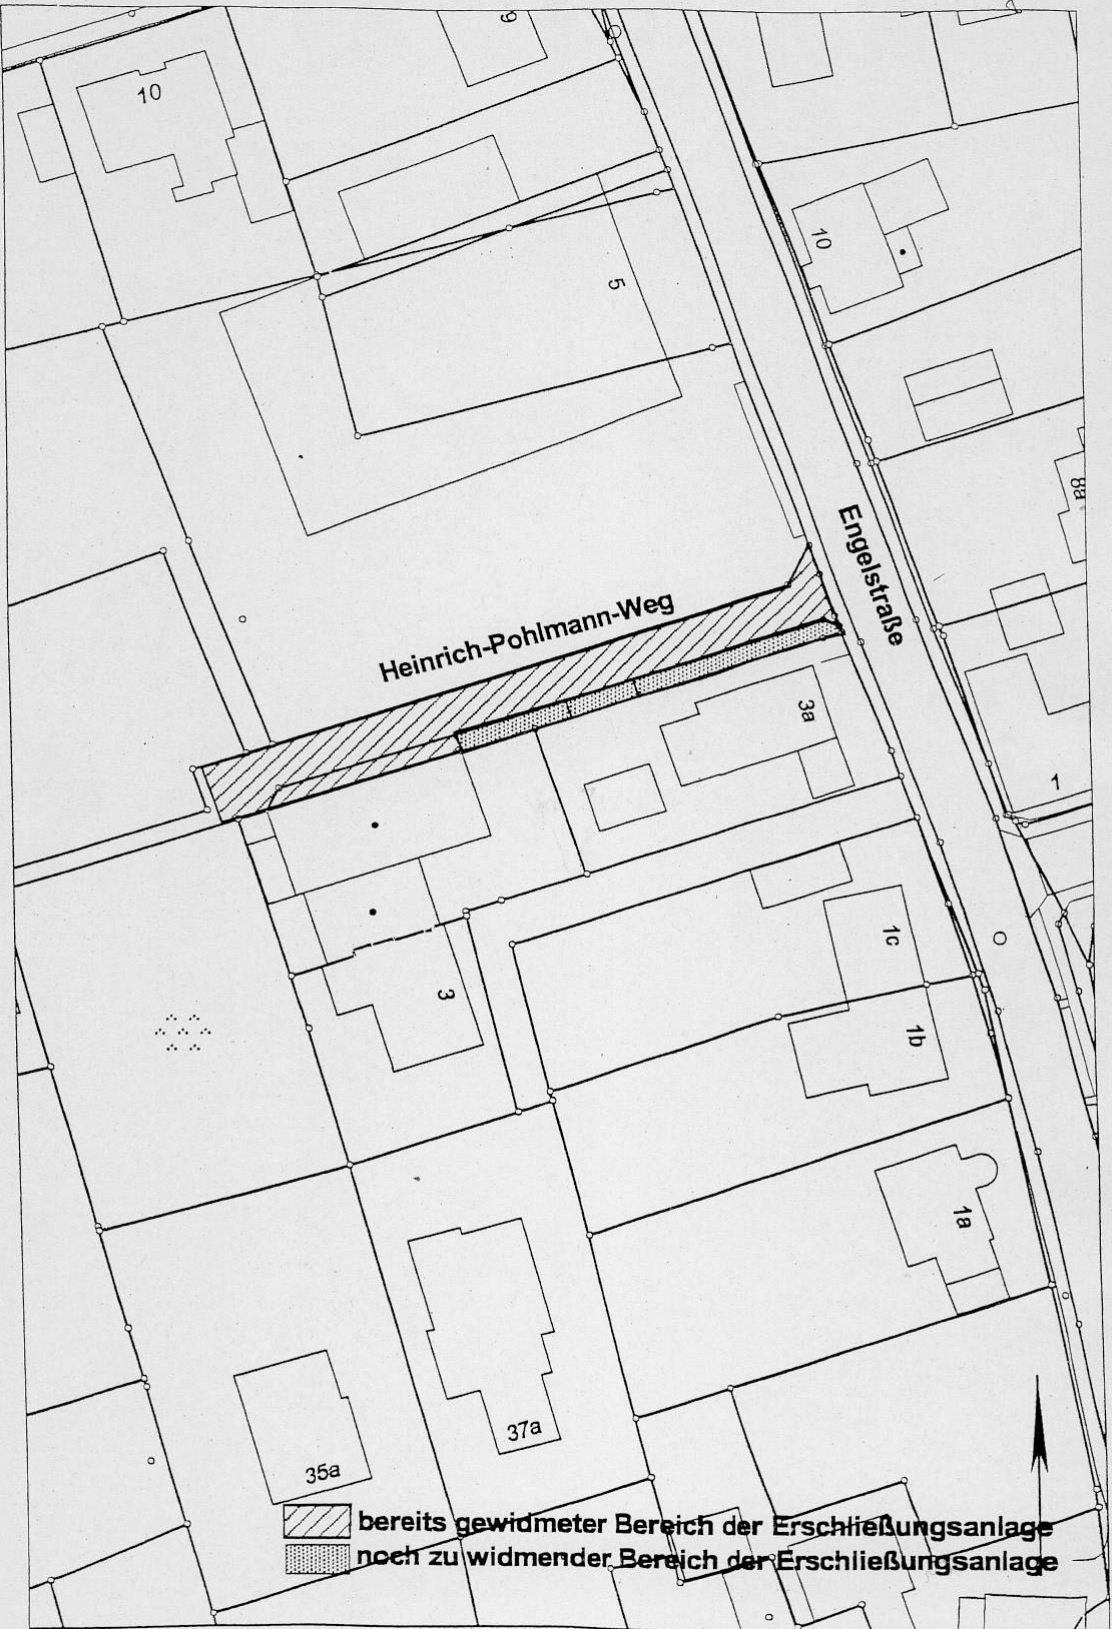 9
10
10
5
8a
Engelstraße
Heinrich-Pohlmann-Weg
3a
1
1c
3
1b
1a
37a
35a
bereits gewidmeter Bereich der Erschließungsanlage
noch zu widmender Bereich der Erschließungsanlage